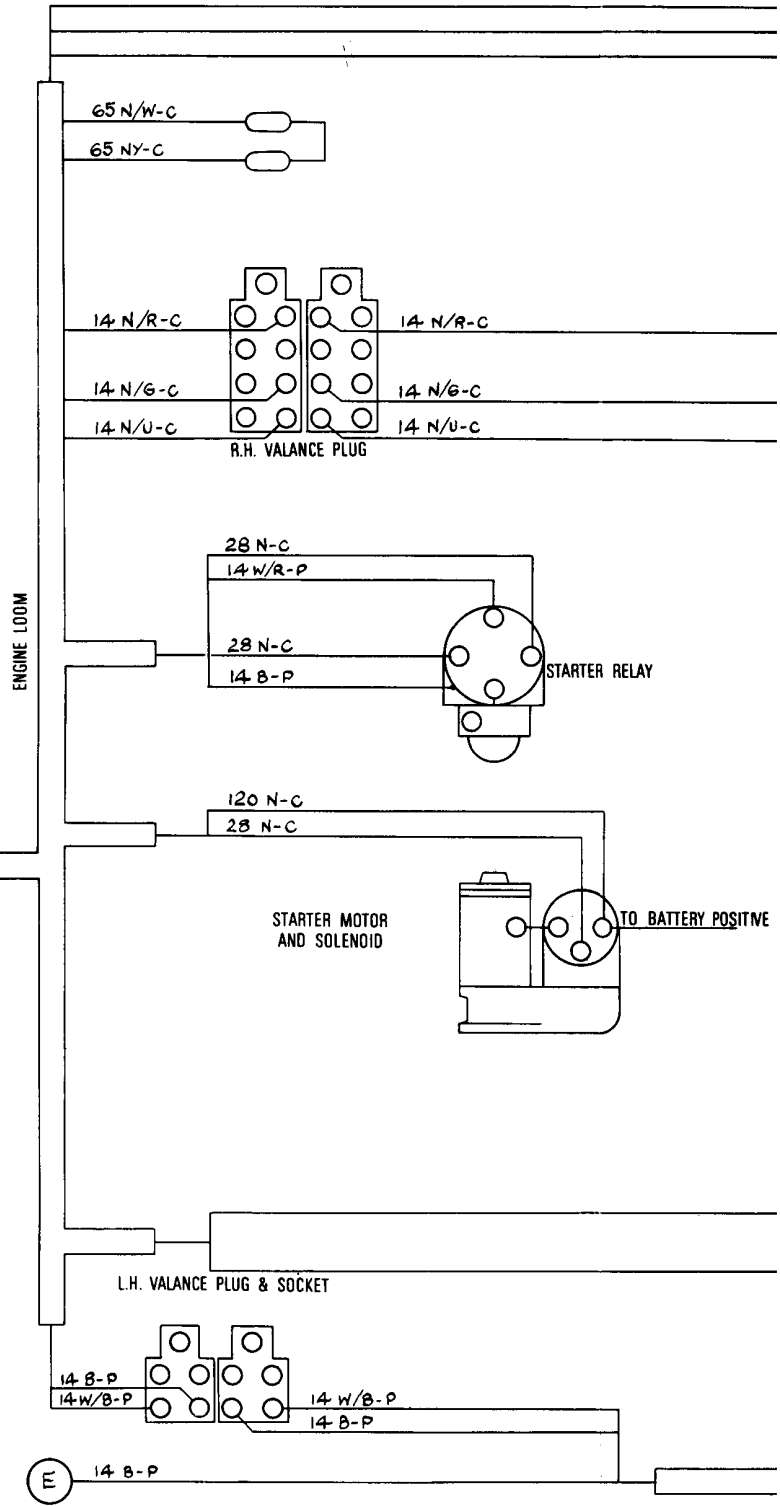 65 N/W-C
65 NY-C
14 N/R-C
14 N/R-C
14 N/G-C
14 N/G-C
14 N/U-C
14 N/U-C
R.H. VALANCE PLUG
ENGINE LOOM
28 N-C
14 W/R-P
28 N-C
14 B-P
STARTER RELAY
120 N-C
28 N-C
STARTER MOTOR
AND SOLENOID
TO BATTERY POSITIVE
L.H. VALANCE PLUG & SOCKET
14 B-P
14 W/B-P
14 W/B-P
14 B-P
E
14 B-P